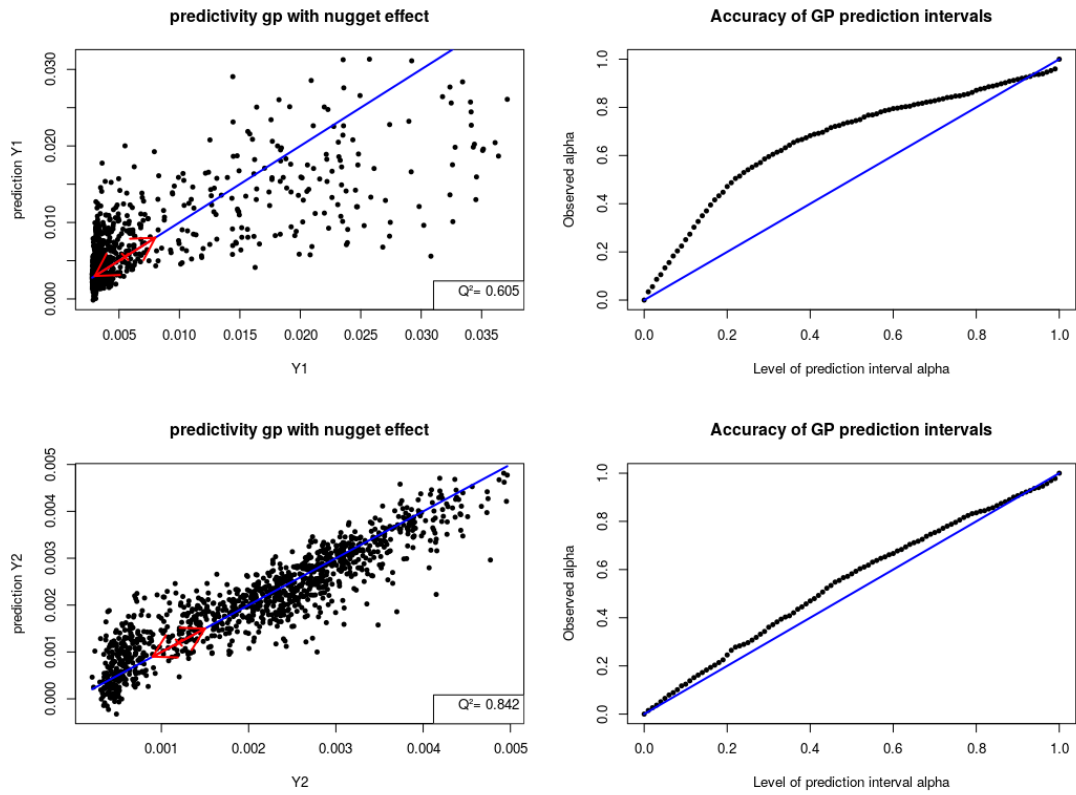 predictivity gp with nugget effect
prediction Y1
0.000 0.010 0.020 0.030
Q²= 0.605
0.005 0.010 0.015 0.020 0.025 0.030 0.035
Y1
Accuracy of GP prediction intervals
Observed alpha
0.0 0.2 0.4 0.6 0.8 1.0
0.0 0.2 0.4 0.6 0.8 1.0
Level of prediction interval alpha
predictivity gp with nugget effect
prediction Y2
0.000 0.001 0.002 0.003 0.004 0.005
Q²= 0.842
0.001 0.002 0.003 0.004 0.005
Y2
Accuracy of GP prediction intervals
Observed alpha
0.0 0.2 0.4 0.6 0.8 1.0
0.0 0.2 0.4 0.6 0.8 1.0
Level of prediction interval alpha